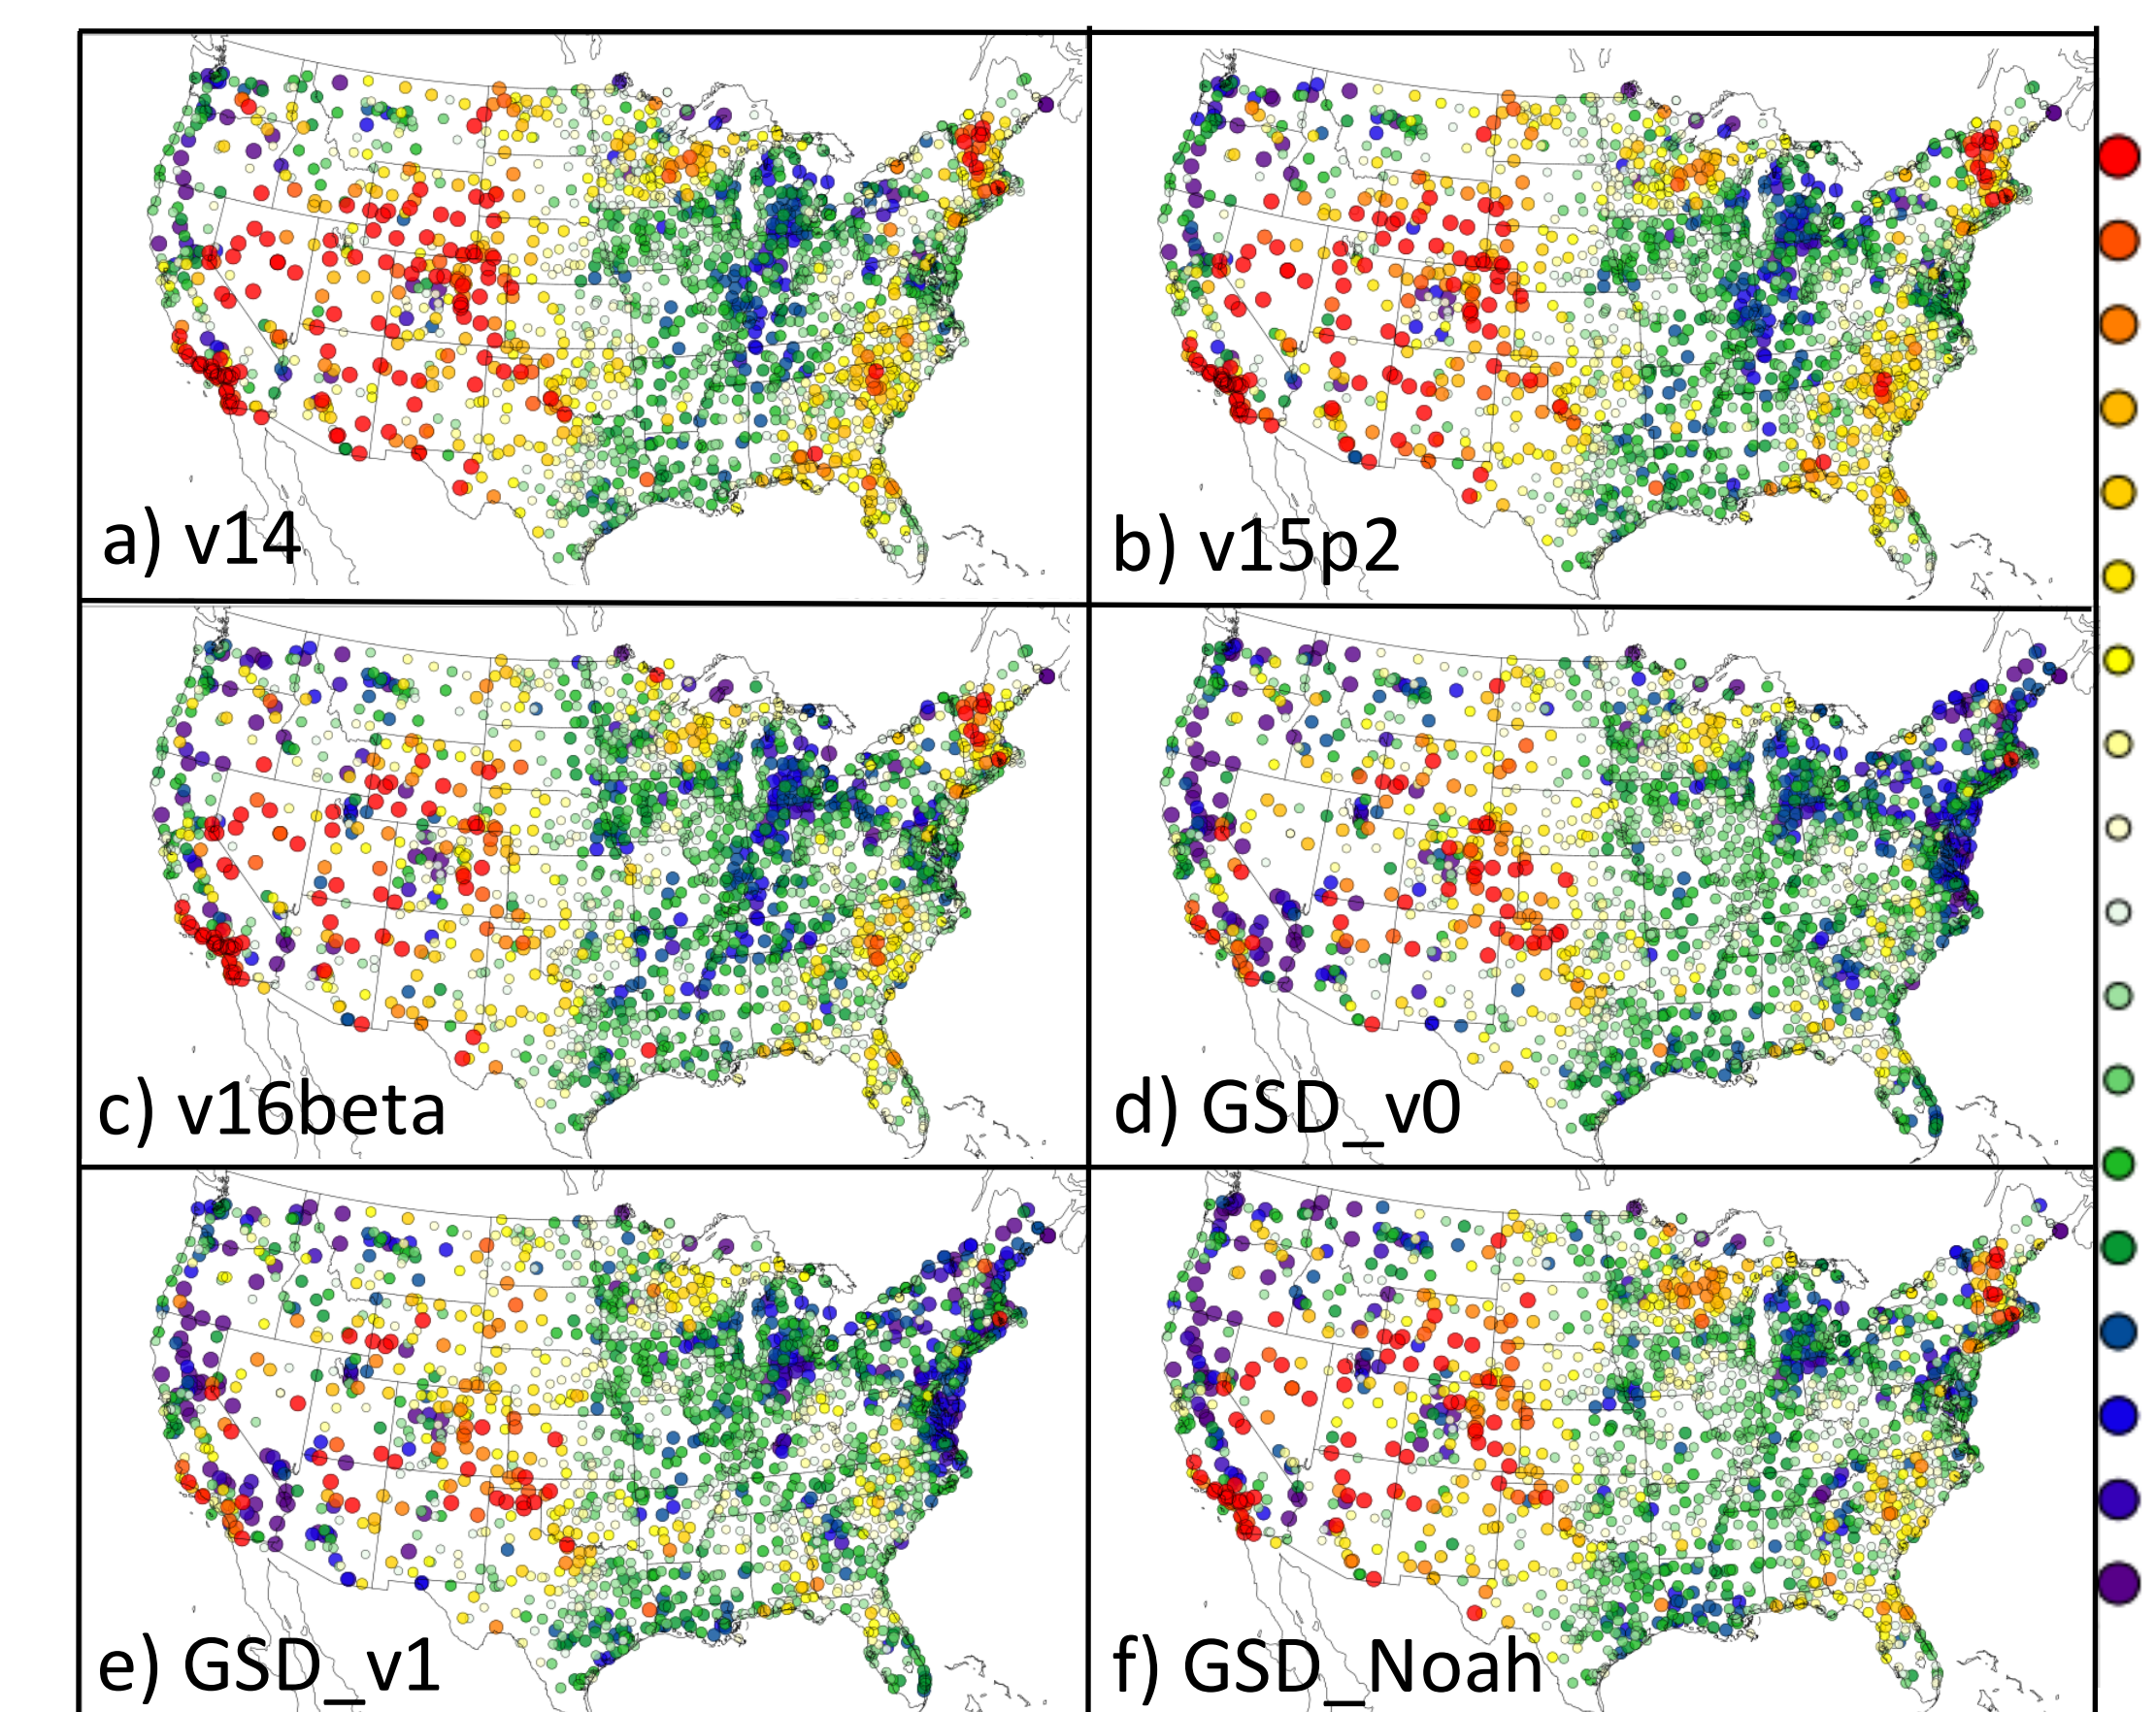 a) v14
b) v15p2
c) v16beta
d) GSD_v0
e) GSD_v1
f) GSD_Noah